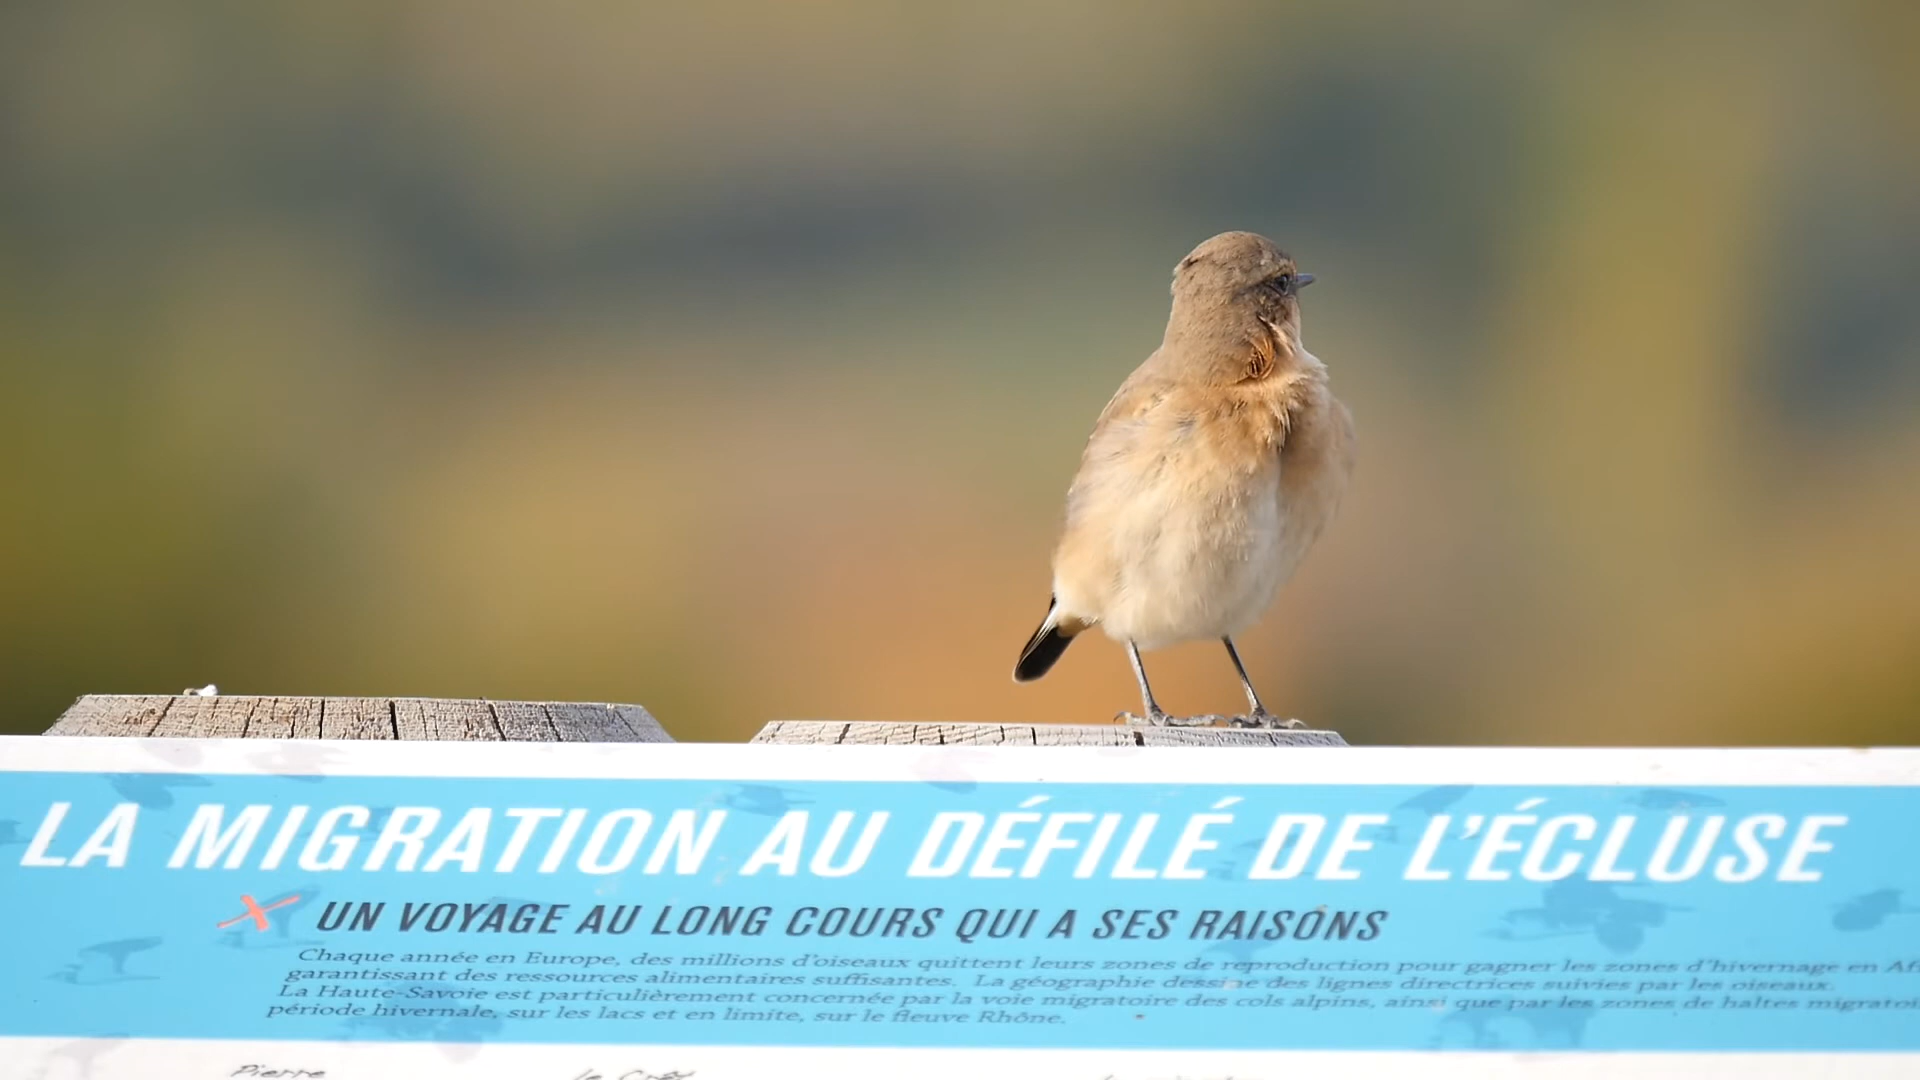 LA MIGRATION AU DÉFILÉ DE L'ÉCLUSE
UN VOYAGE AU LONG COURS QUI A SES RAISONS
Chaque année en Europe, des millions d'oiseaux quittent leurs zones de reproduction pour gagner les zones d'hivernage en
garantissant des ressources alimentaires suffisantes. La géographie dessine des lignes directrices suivies par les oiseaux.
La Haute-Savoie est particulièrement concernée par la voie migratoire des cols alpins, ainsi que par les zones de haltes
période hivernale, sur les lacs et en limite, sur le fleuve Rhône.
Pierre